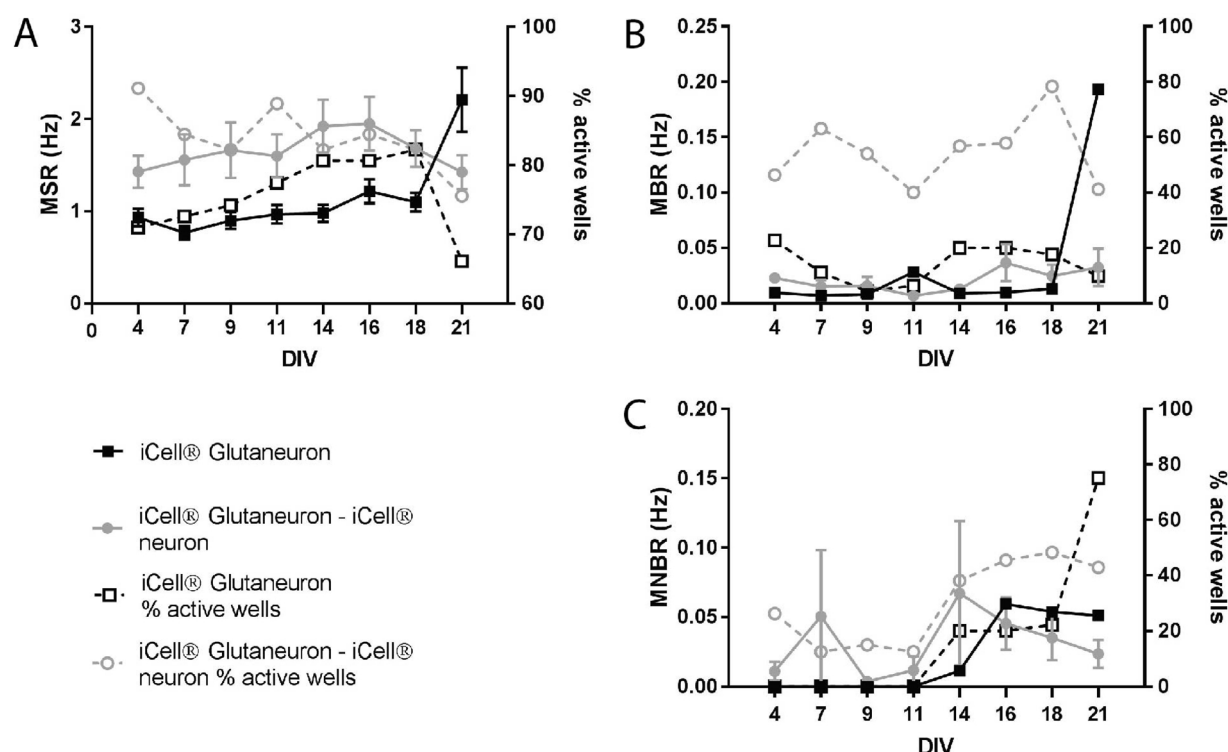 A
MSR (Hz)
3
2
1
0
0
100
90
80
70
60
% active wells
4 7 9 11 14 16 18 21
DIV
B
MBR (Hz)
0.25
0.20
0.15
0.10
0.05
0.00
100
80
60
40
20
0
% active wells
4 7 9 11 14 16 18 21
DIV
iCell® Glutaneuron
iCell® Glutaneuron - iCell®
neuron
iCell® Glutaneuron
% active wells
iCell® Glutaneuron - iCell®
neuron % active wells
C
MNBR (Hz)
0.20
0.15
0.10
0.05
0.00
100
80
60
40
20
0
% active wells
4 7 9 11 14 16 18 21
DIV